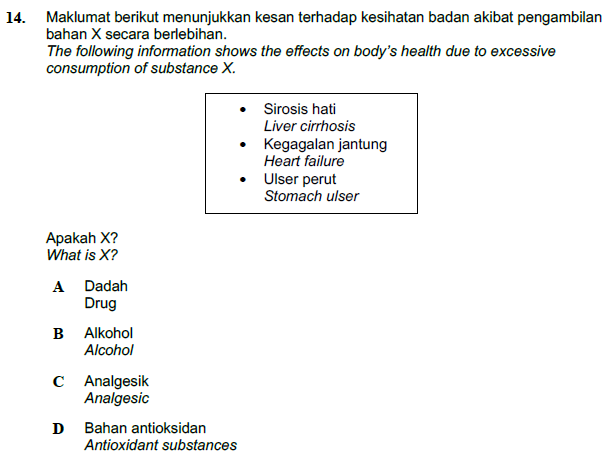 14. Maklumat berikut menunjukkan kesan terhadap kesihatan badan akibat pengambilan
bahan X secara berlebihan.
The following information shows the effects on body's health due to excessive
consumption of substance X.
• Sirosis hati
Liver cirrhosis
• Kegagalan jantung
Heart failure
• Ulser perut
Stomach ulser
Apakah X?
What is X?
A Dadah
Drug
B Alkohol
Alcohol
C Analgesik
Analgesic
D Bahan antioksidan
Antioxidant substances